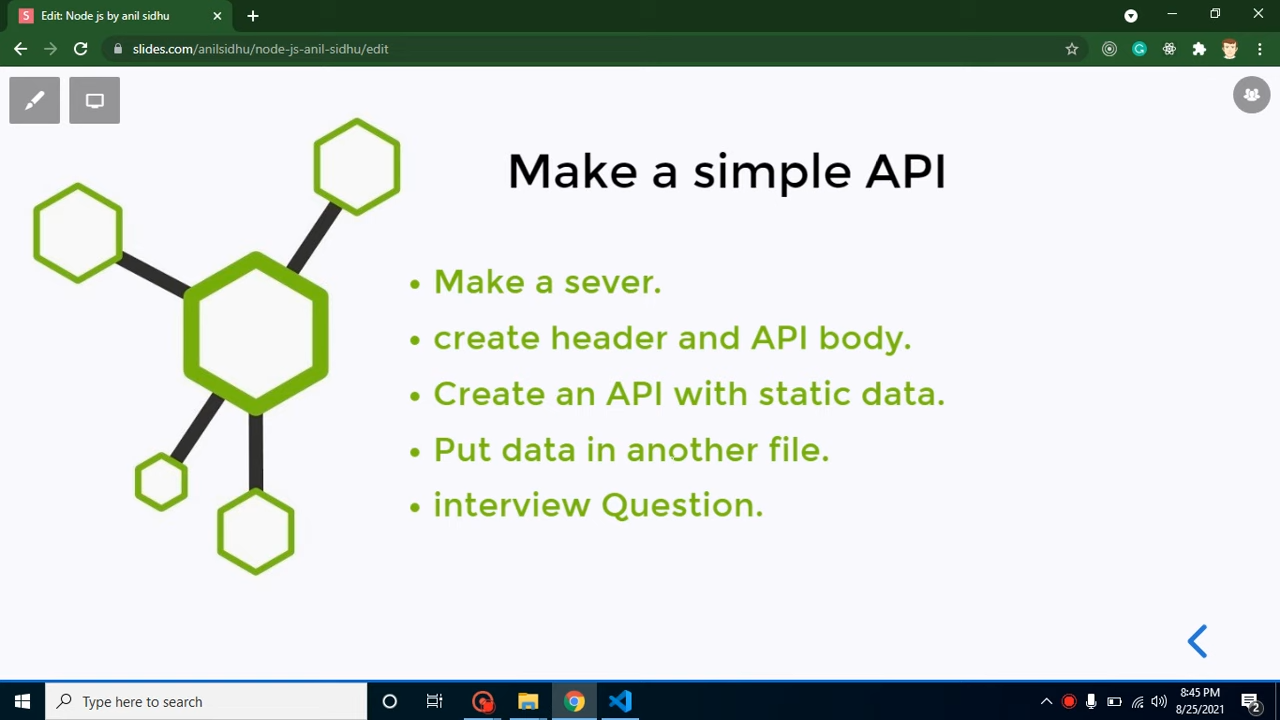 Edit: Node js by anil sidhu
slides.com/anilsidhu/node-js-anil-sidhu/edit
Make a simple API
• Make a sever.
• create header and API body.
• Create an API with static data.
• Put data in another file.
• interview Question.
Type here to search
8:45 PM
8/25/2021
2